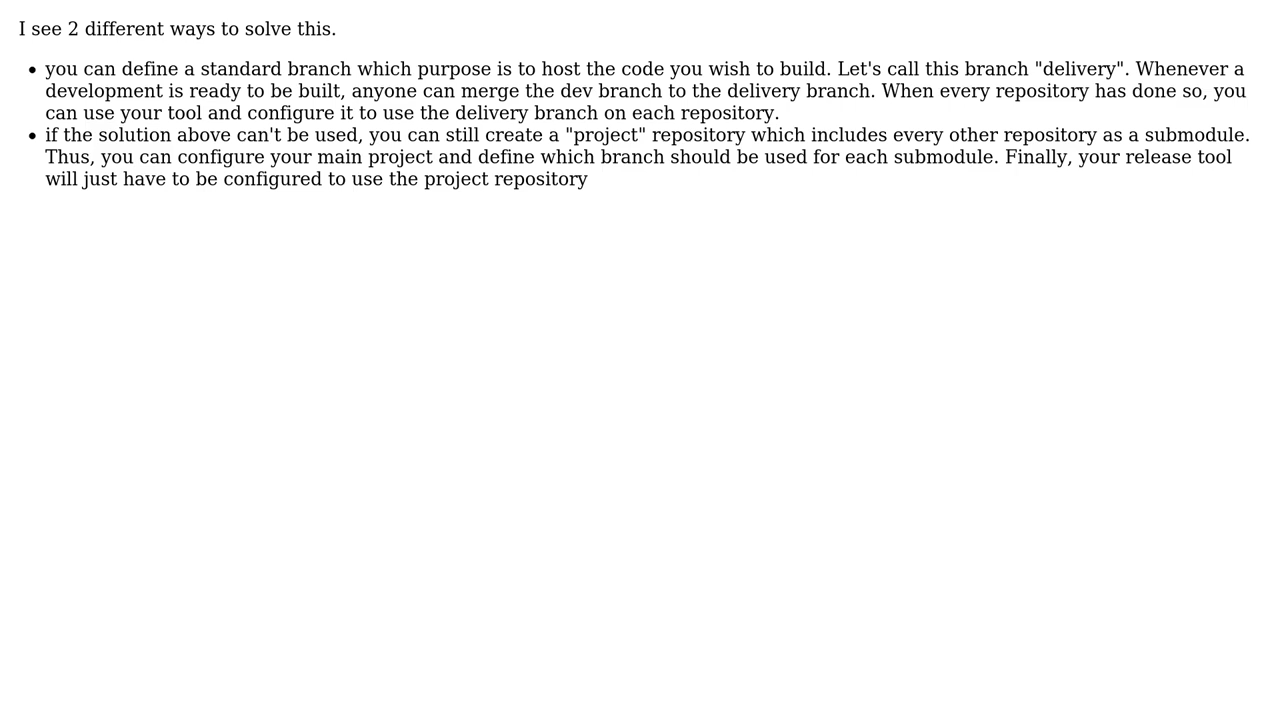 I see 2 different ways to solve this.
• you can define a standard branch which purpose is to host the code you wish to build. Let's call this branch "delivery". Whenever a
development is ready to be built, anyone can merge the dev branch to the delivery branch. When every repository has done so, you
can use your tool and configure it to use the delivery branch on each repository.
• if the solution above can't be used, you can still create a "project" repository which includes every other repository as a submodule.
Thus, you can configure your main project and define which branch should be used for each submodule. Finally, your release tool
will just have to be configured to use the project repository